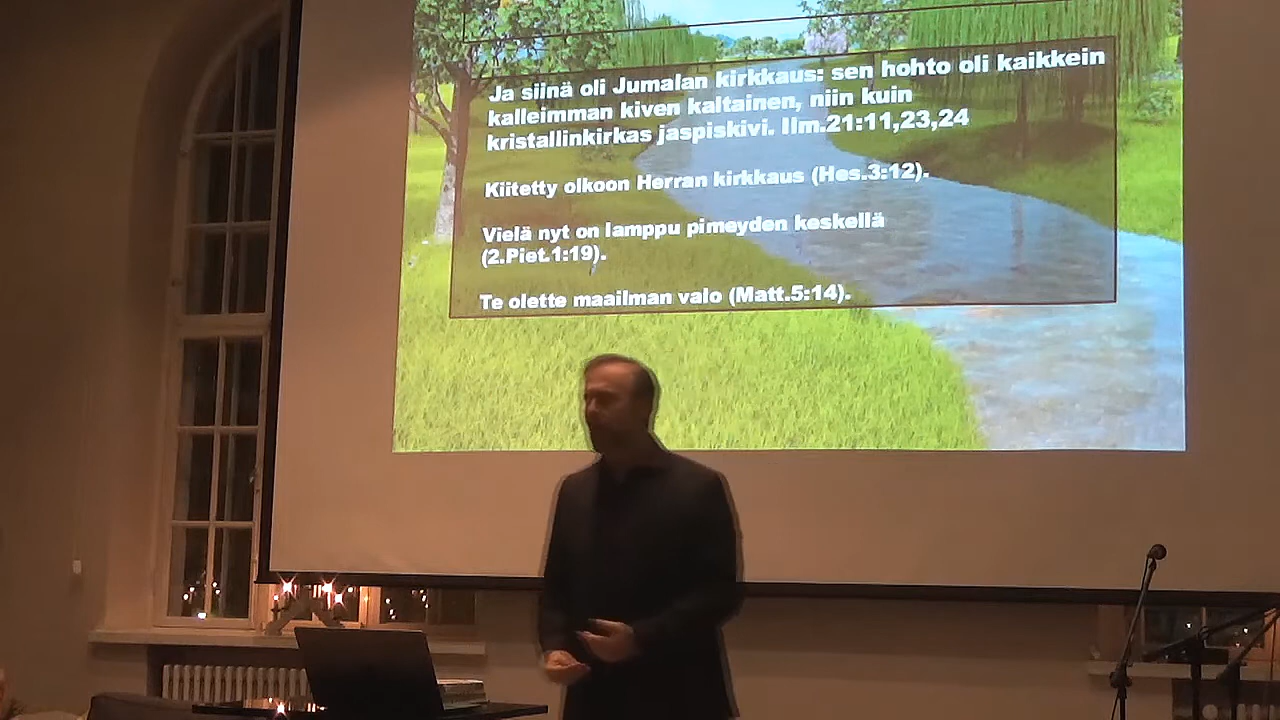 Ja siinä oli Jumalan kirkkaus: sen hohto oli kaikkein
kalleimman kiven kaltainen, niin kuin
kristallinkirkas jaspiskivi. Ilm.21:11,23,24
Kiitetty olkoon Herran kirkkaus (Hes.3:12).
Vielä nyt on lamppu pimeyden keskellä
(2.Piet.1:19).
Te olette maailman valo (Matt.5:14).